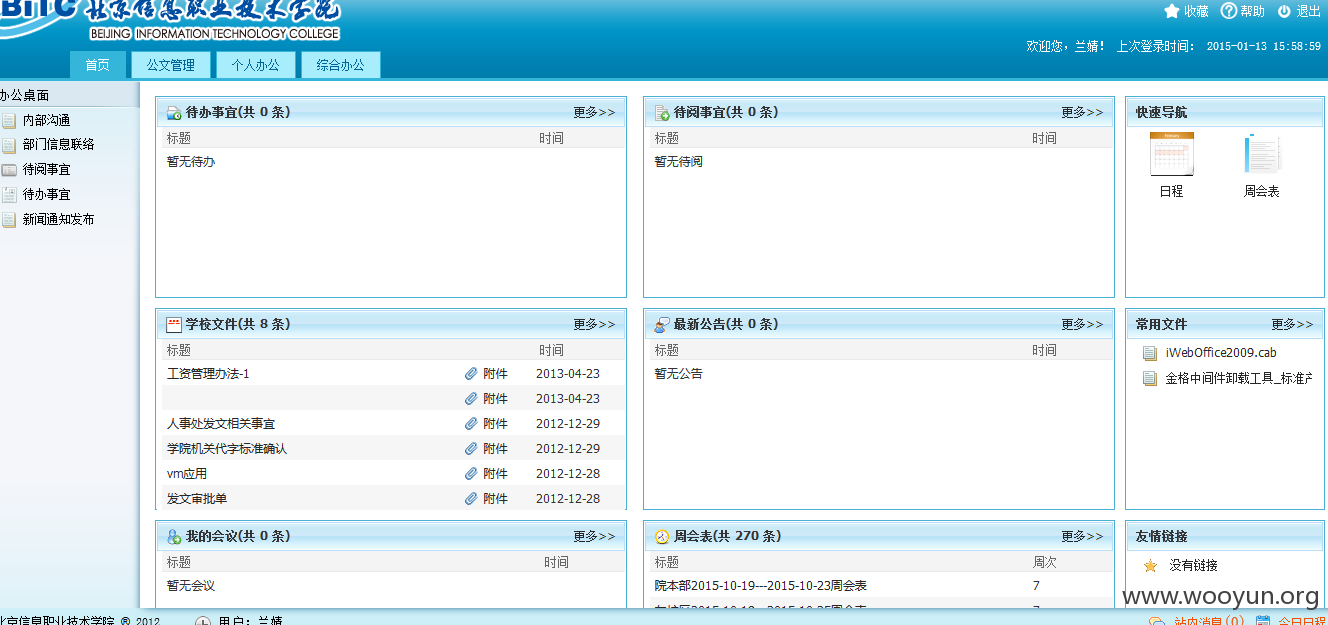 BITC 北京信息职业技术学院
BEIJING INFORMATION TECHNOLOGY COLLEGE
收藏 帮助 退出
欢迎您，兰婧！ 上次登录时间： 2015-01-13 15:58:59
首页 公文管理 个人办公 综合办公
办公桌面
内部沟通
部门信息联络
待阅事宜
待办事宜
新闻通知发布
待办事宜(共 0 条) 更多>>
标题 时间
暂无待办
待阅事宜(共 0 条) 更多>>
标题 时间
暂无待阅
快速导航
日程 周会表
学校文件(共 8 条) 更多>>
标题 时间
工资管理办法-1 附件 2013-04-23
附件 2013-04-23
人事处发文相关事宜 附件 2012-12-29
学院机关代字标准确认 附件 2012-12-29
vm应用 附件 2012-12-28
发文审批单 附件 2012-12-28
最新公告(共 0 条) 更多>>
标题 时间
暂无公告
常用文件 更多>>
iWebOffice2009.cab
金格中间件卸载工具_标准产
我的会议(共 0 条) 更多>>
标题 时间
暂无会议
周会表(共 270 条) 更多>>
标题 周次
院本部2015-10-19---2015-10-23周会表 7
友情链接
没有链接
www.wooyun.org
北京信息职业技术学院 ® 2012 用户：兰婧
站内消息(0) 今日日程